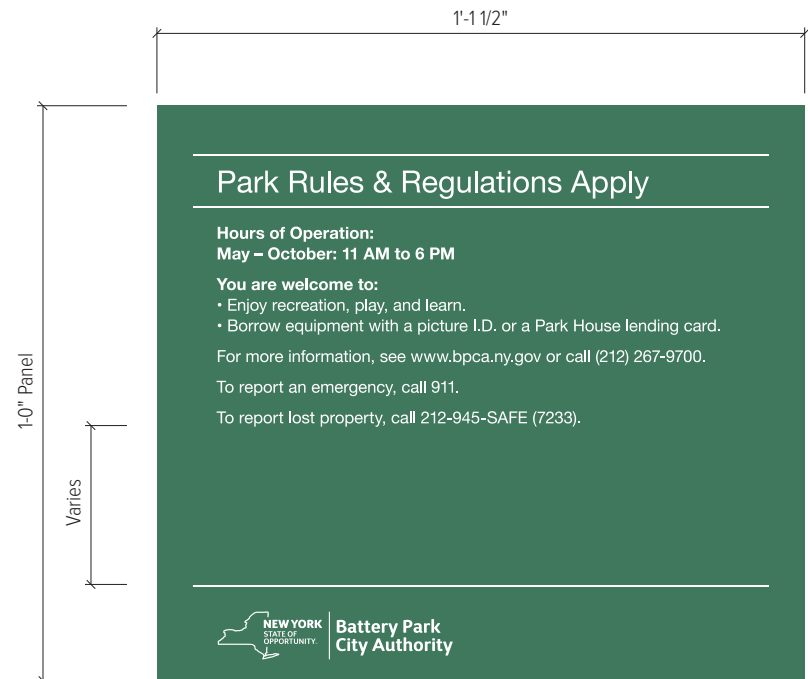 1'-1 1/2"
Park Rules & Regulations Apply
Hours of Operation:
May – October: 11 AM to 6 PM
You are welcome to:
• Enjoy recreation, play, and learn.
• Borrow equipment with a picture I.D. or a Park House lending card.
For more information, see www.bpca.ny.gov or call (212) 267-9700.
To report an emergency, call 911.
To report lost property, call 212-945-SAFE (7233).
1-0" Panel
Varies
NEW YORK
STATE OF
OPPORTUNITY.
Battery Park
City Authority